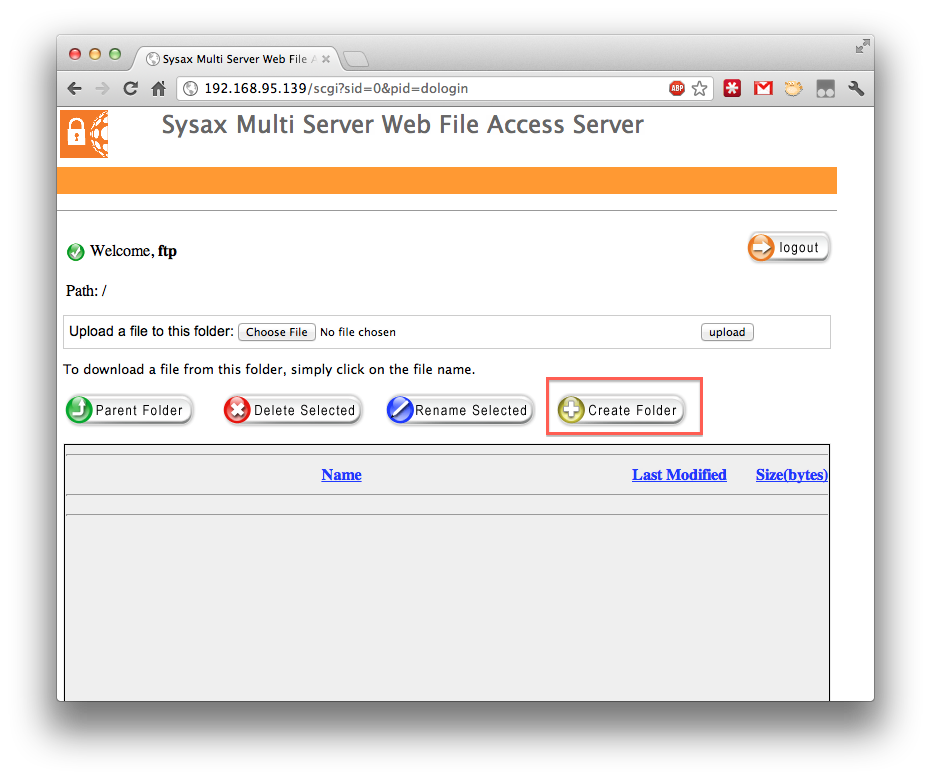 Sysax Multi Server Web File A
192.168.95.139/scgi?sid=0&pid=dologin
ABP
Sysax Multi Server Web File Access Server
Welcome, ftp
logout
Path: /
Upload a file to this folder: Choose File No file chosen upload
To download a file from this folder, simply click on the file name.
Parent Folder Delete Selected Rename Selected Create Folder
Name Last Modified Size(bytes)